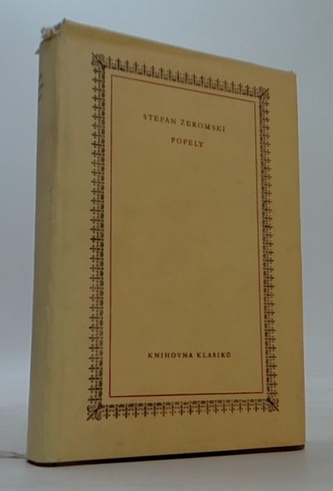 STEFAN ŻEROMSKI
POPELY
KNIHOVNA KLASIKŮ